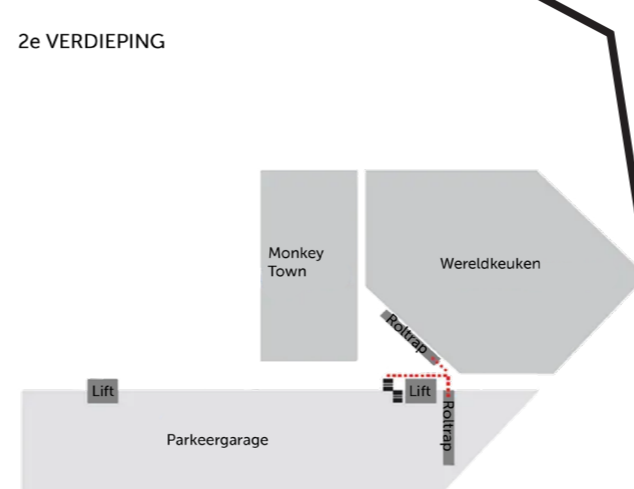 2e VERDIEPING
Monkey
Town
Wereldkeuken
Roltrap
Lift
Lift
Roltrap
Parkeergarage